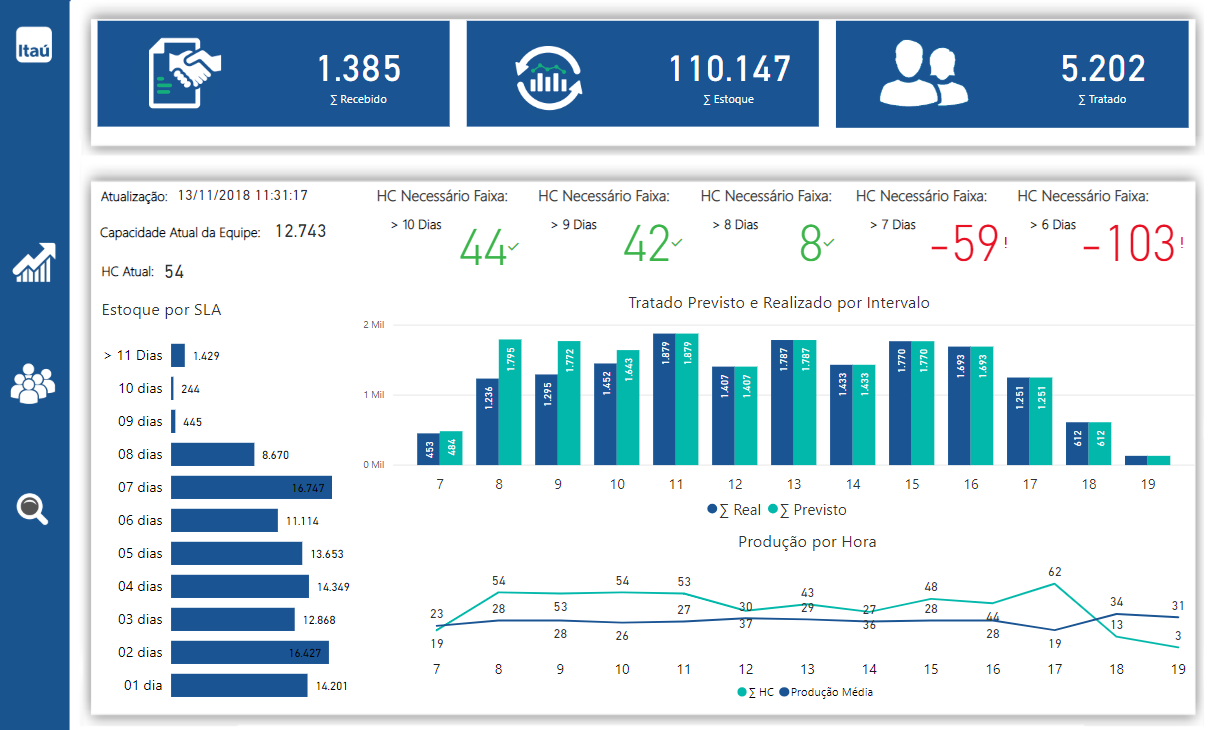 Itaú
1.385
∑ Recebido
110.147
∑ Estoque
5.202
∑ Tratado
Atualização: 13/11/2018 11:31:17
Capacidade Atual da Equipe: 12.743
HC Atual: 54
HC Necessário Faixa:
> 10 Dias
44
HC Necessário Faixa:
> 9 Dias
42
HC Necessário Faixa:
> 8 Dias
8
HC Necessário Faixa:
> 7 Dias
-59!
HC Necessário Faixa:
> 6 Dias
-103!
Estoque por SLA
> 11 Dias 1.429
10 dias 244
09 dias 445
08 dias 8.670
07 dias 16.747
06 dias 11.114
05 dias 13.653
04 dias 14.349
03 dias 12.868
02 dias 16.427
01 dia 14.201
Tratado Previsto e Realizado por Intervalo
2 Mil
1 Mil
0 Mil
453 484 1.236 1.795 1.295 1.772 1.452 1.643 1.879 1.879 1.407 1.407 1.787 1.787 1.433 1.433 1.770 1.770 1.693 1.693 1.251 1.251 612 612
7 8 9 10 11 12 13 14 15 16 17 18 19
∑ Real ∑ Previsto
Produção por Hora
23 54 53 54 53 30 43 27 48 44 62 34 31
19 28 28 26 27 37 29 36 28 28 19 13 3
7 8 9 10 11 12 13 14 15 16 17 18 19
∑ HC Produção Média